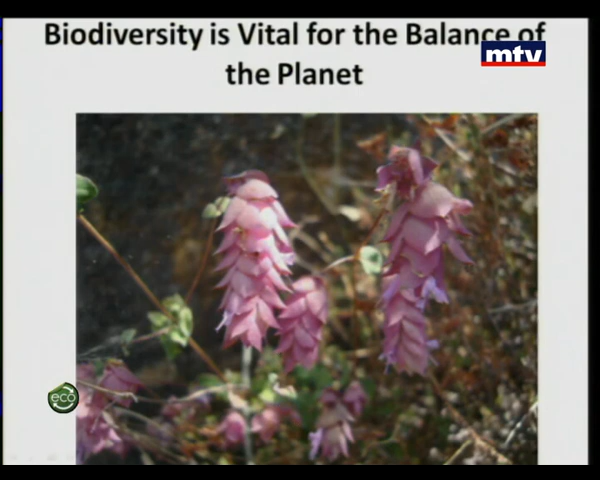 Biodiversity is Vital for the Balance of
mtv
the Planet
eco